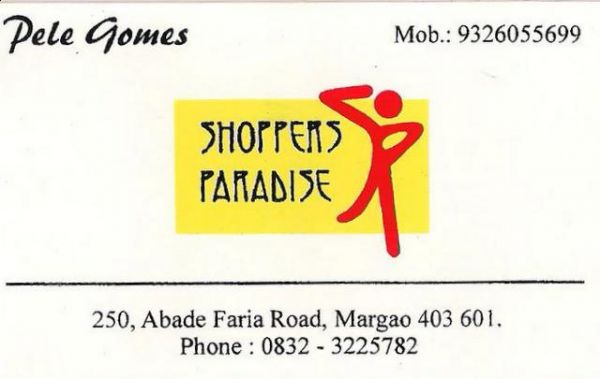 Pele Gomes
Mob.: 9326055699
SHOPPERS
PARADISE
250, Abade Faria Road, Margao 403 601.
Phone : 0832 - 3225782